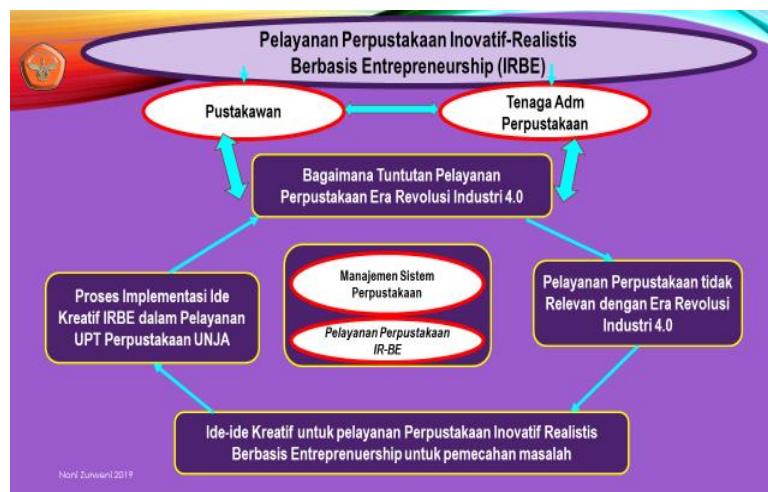 Pelayanan Perpustakaan Inovatif-Realistis
Berbasis Entrepreneurship (IRBE)
Pustakawan
Tenaga Adm
Perpustakaan
Bagaimana Tuntutan Pelayanan
Perpustakaan Era Revolusi Industri 4.0
Manajemen Sistem
Perpustakaan
Pelayanan Perpustakaan
IR-BE
Proses Implementasi Ide
Kreatif IRBE dalam Pelayanan
UPT Perpustakaan UNJA
Pelayanan Perpustakaan tidak
Relevan dengan Era Revolusi
Industri 4.0
Ide-ide Kreatif untuk pelayanan Perpustakaan Inovatif Realistis
Berbasis Entreprenuership untuk pemecahan masalah
Noni Zurweni 2019